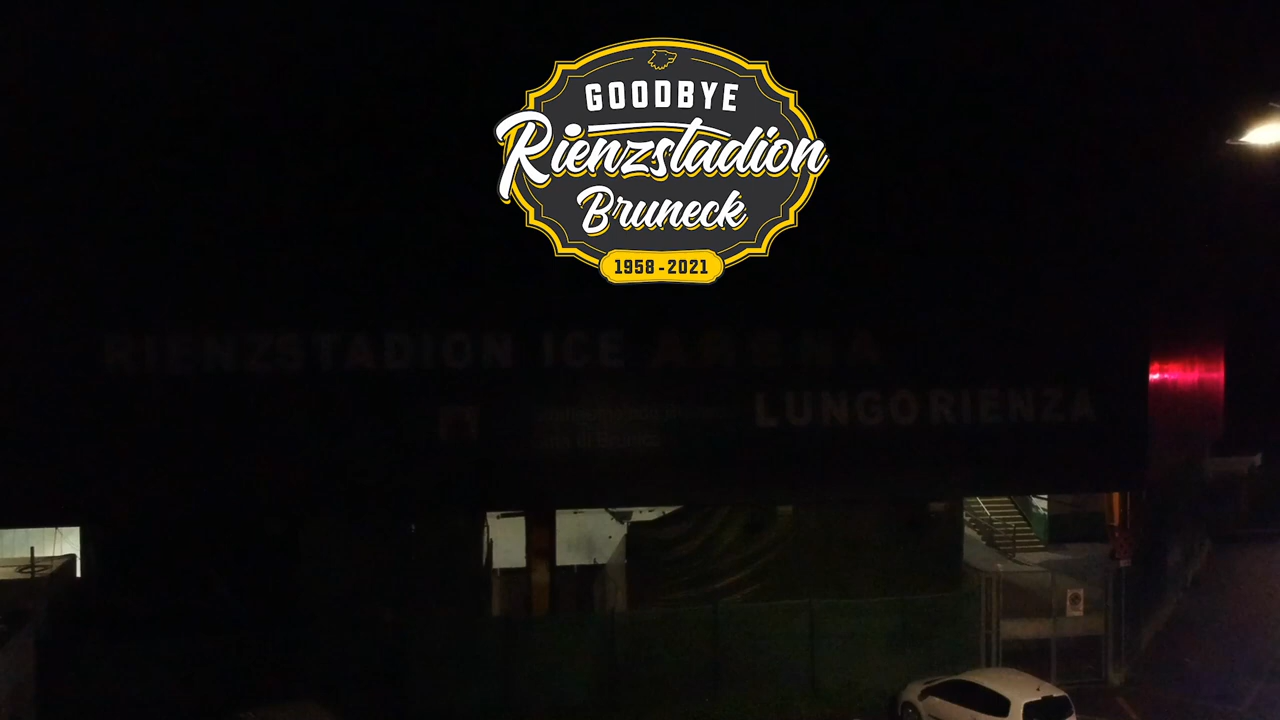 GOODBYE
Rienzstadion
Bruneck
1958-2021
RIENZSTADION ICE ARENA
LUNGORIENZA